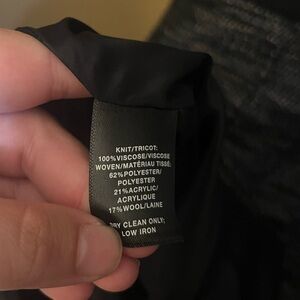 KNIT/TRICOT:
100%VISCOSE/VISCOSE
WOVEN/MATÉRIAU TISSÉ:
62%POLYESTER/
POLYESTER
21%ACRYLIC/
ACRYLIQUE
17%WOOL/LAINE
DRY CLEAN ONLY;
LOW IRON